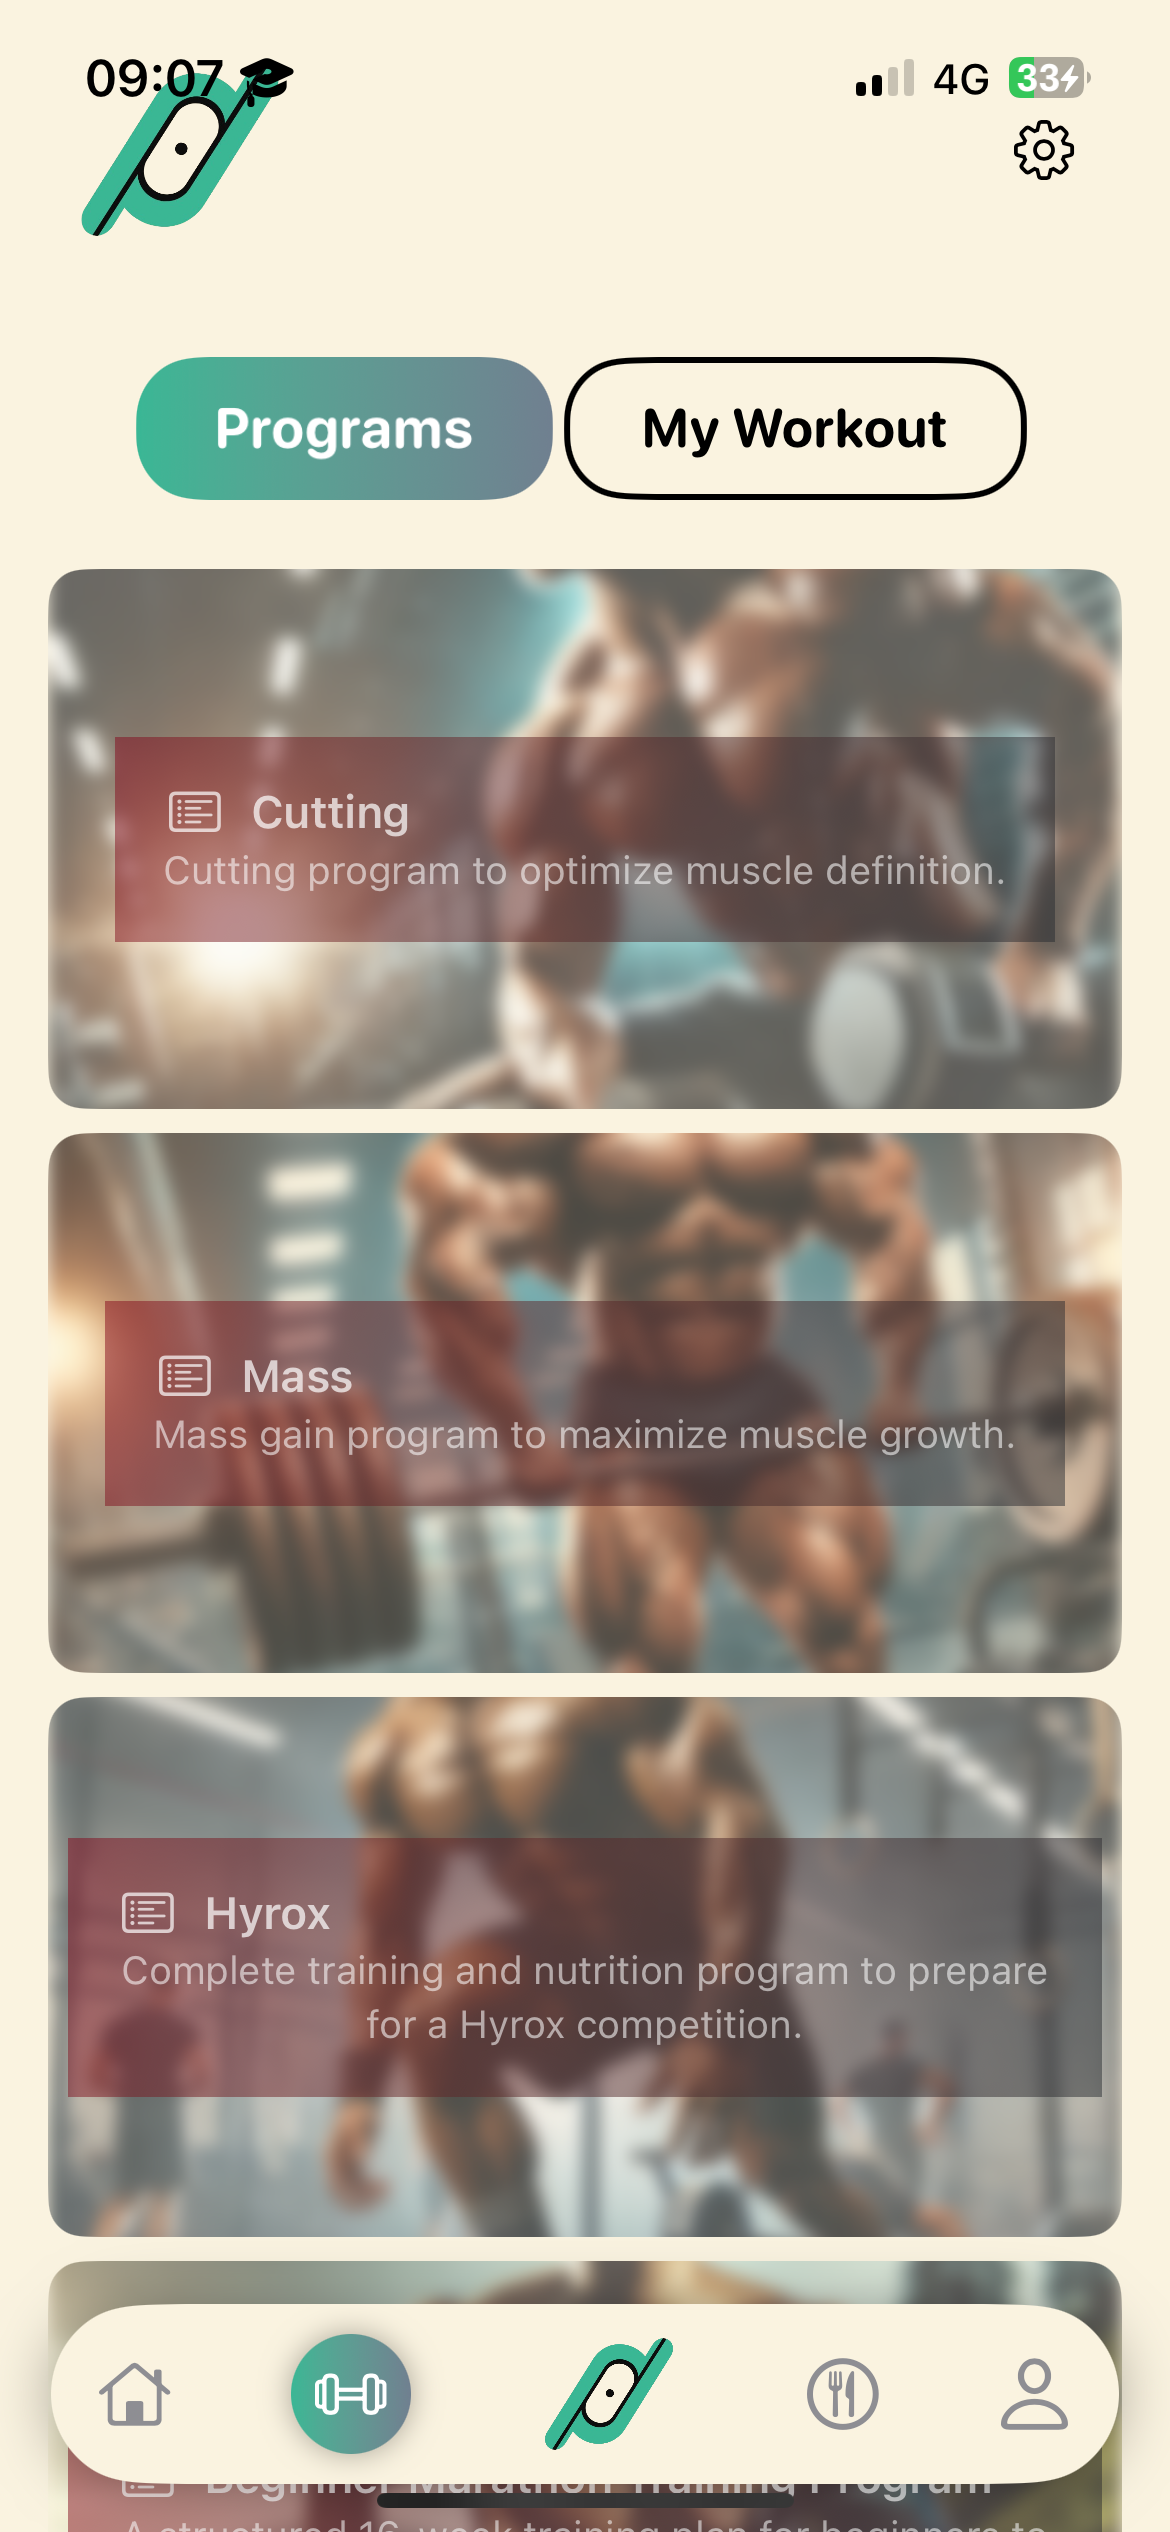 09:07
4G
33
Programs
My Workout
Cutting
Cutting program to optimize muscle definition.
Mass
Mass gain program to maximize muscle growth.
Hyrox
Complete training and nutrition program to prepare
for a Hyrox competition.
Beginner Marathon Training Program
A structured 16-week training plan for beginners to